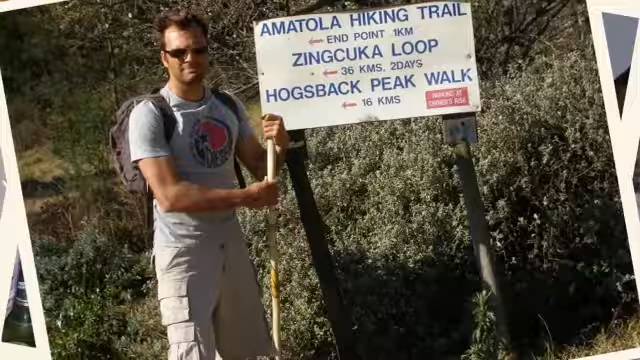 AMATOLA HIKING TRAIL
END POINT 1KM
ZINGCUKA LOOP
36 KMS, 2DAYS
HOGSBACK PEAK WALK
16 KMS
PARKING AT
OWNER'S RISK